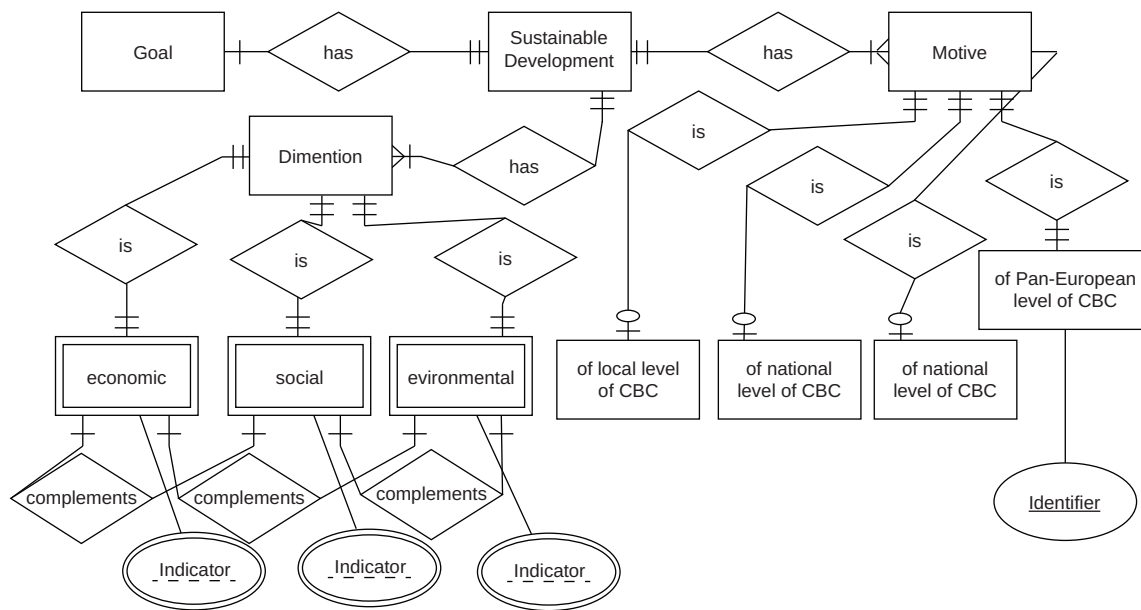 Goal
has
Sustainable
Development
has
Motive
Dimention
has
is
is
is
is
is
is
is
of Pan-European
level of CBC
economic
social
evironmental
of local level
of CBC
of national
level of CBC
of national
level of CBC
complements
complements
complements
Identifier
Indicator
Indicator
Indicator